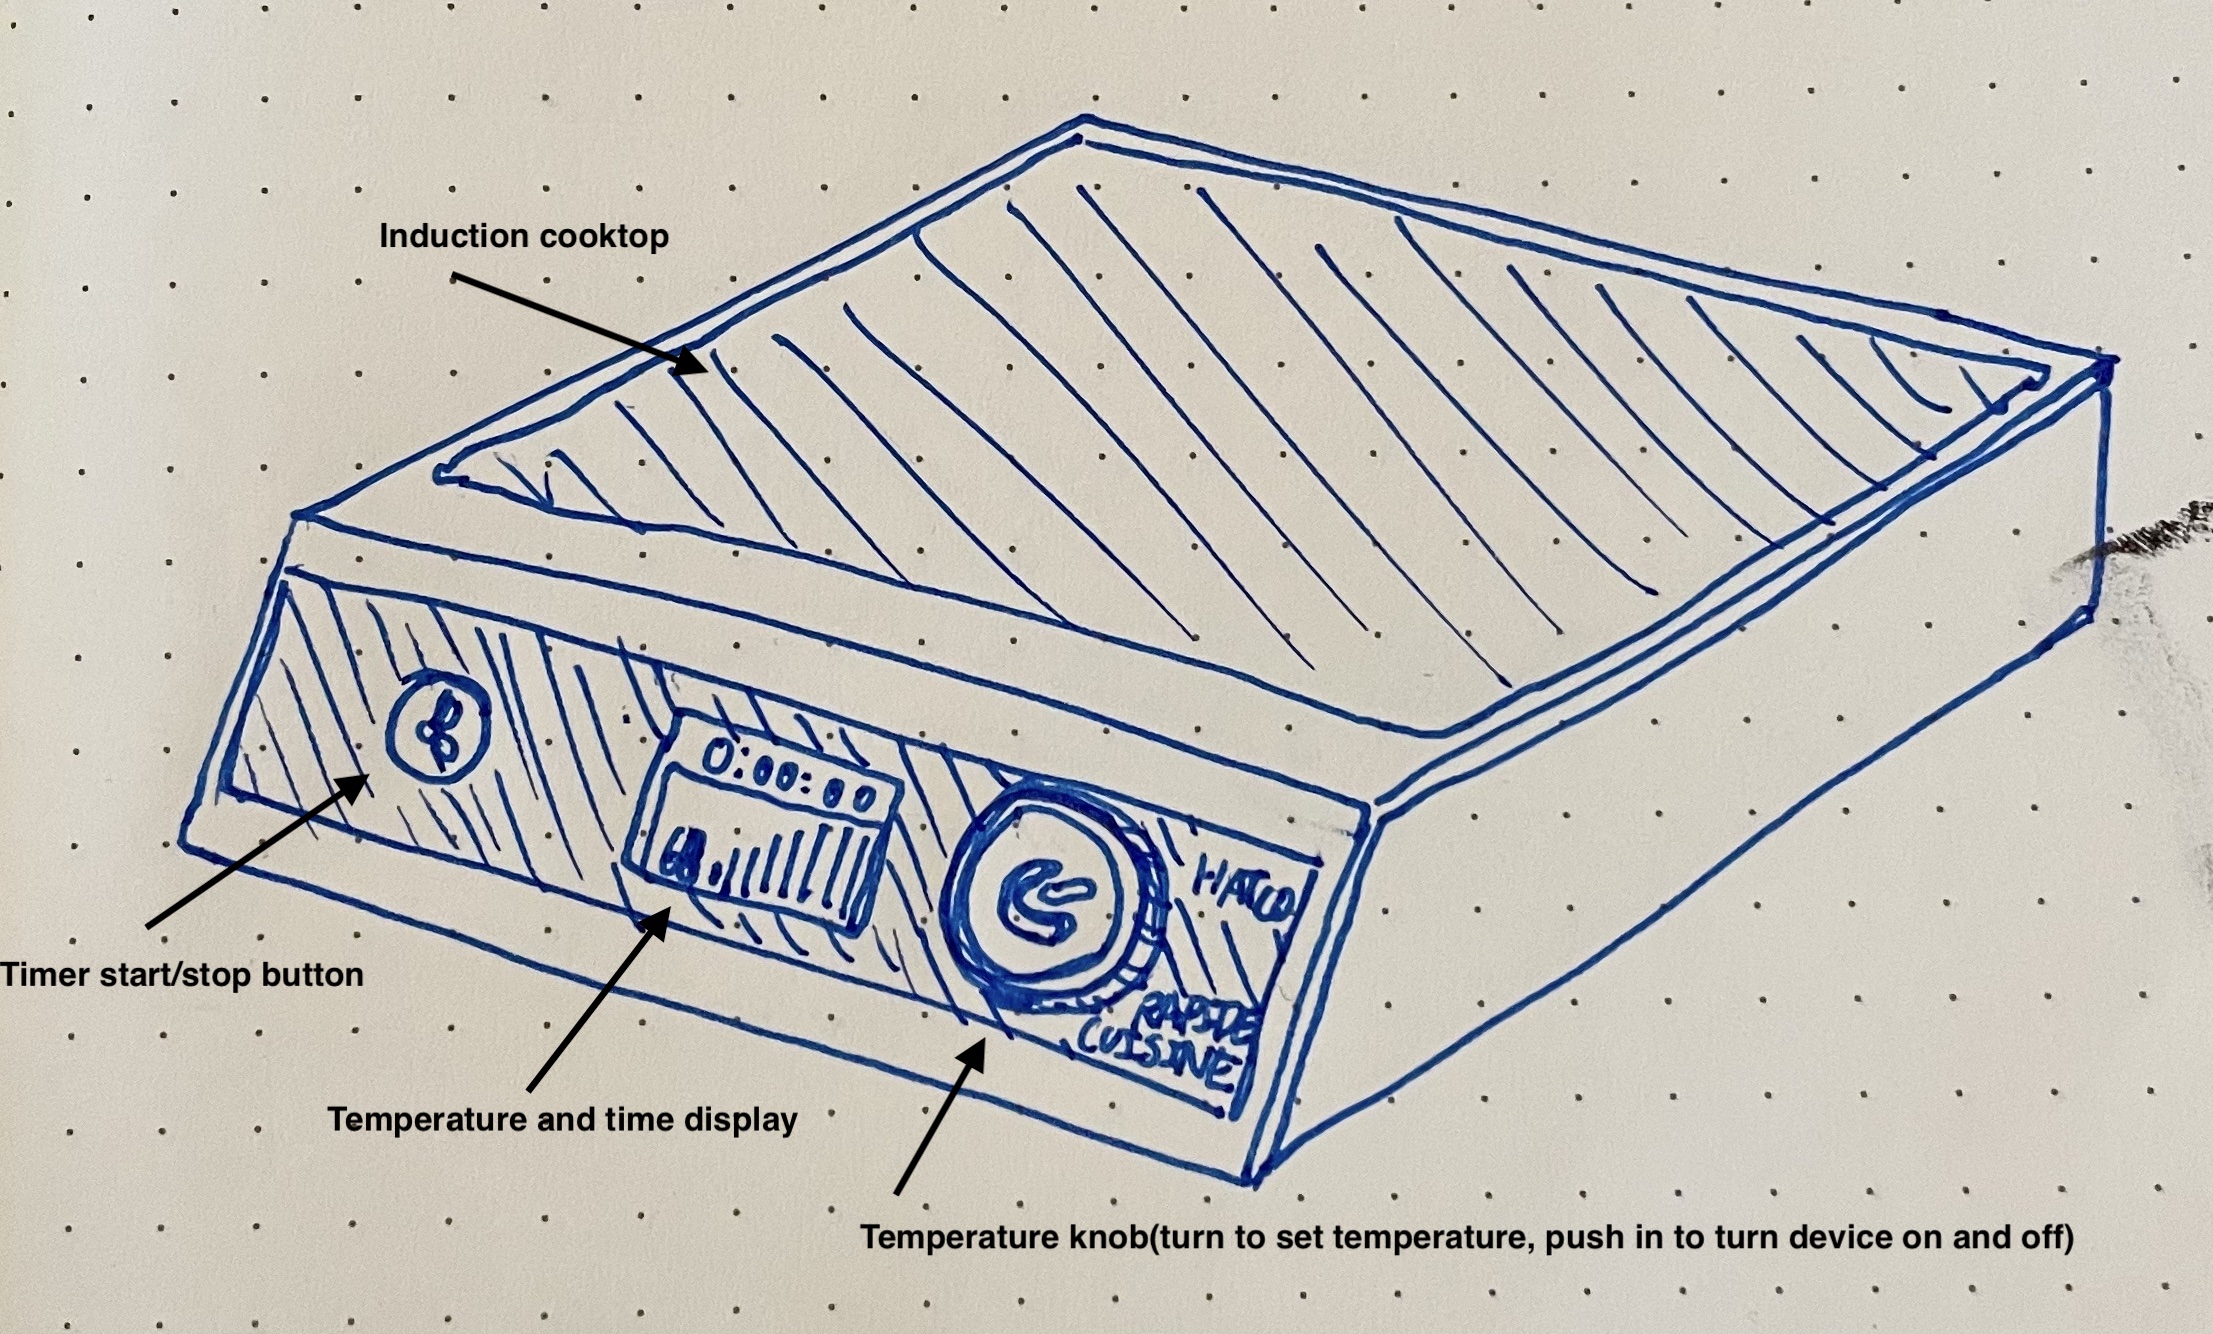 Induction cooktop
0:00:00
HATCO
RAPIDE
CUISINE
Timer start/stop button
Temperature and time display
Temperature knob(turn to set temperature, push in to turn device on and off)